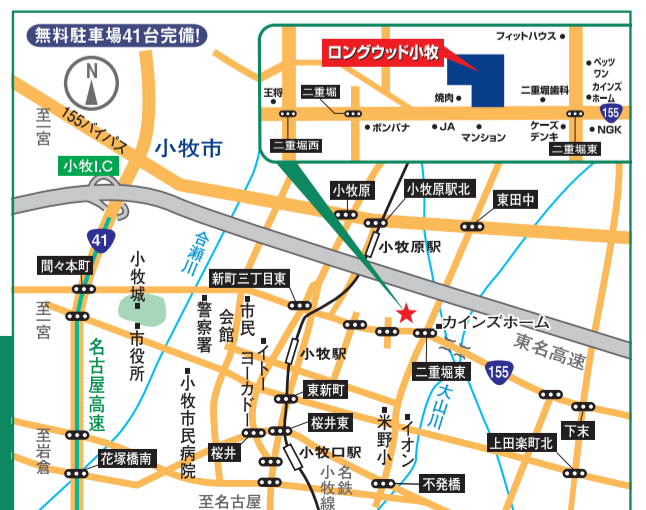 無料駐車場41台完備!
N
至一宮
155バイパス
小牧市
小牧I.C
41
フィットハウス
ロングウッド小牧
ペッツ
ワン
カインズ
ホーム
王将
二重堀
焼肉
二重堀歯科
155
ボンバナ
JA
マンション
ケーズ
デンキ
NGK
二重堀西
二重堀東
小牧原
小牧原駅北
東田中
合瀬川
小牧原駅
間々本町
小牧城
新町三丁目東
至一宮
市役所
警察署
市民
会館
イトー
ヨーカドー
小牧駅
カインズホーム
東名高速
二重堀東
155
名古屋高速
小牧市民病院
東新町
大山川
桜井東
桜井
米野小
イオン
下末
上田楽町北
至岩倉
花塚橋南
小牧口駅
名鉄
小牧線
不発橋
至名古屋